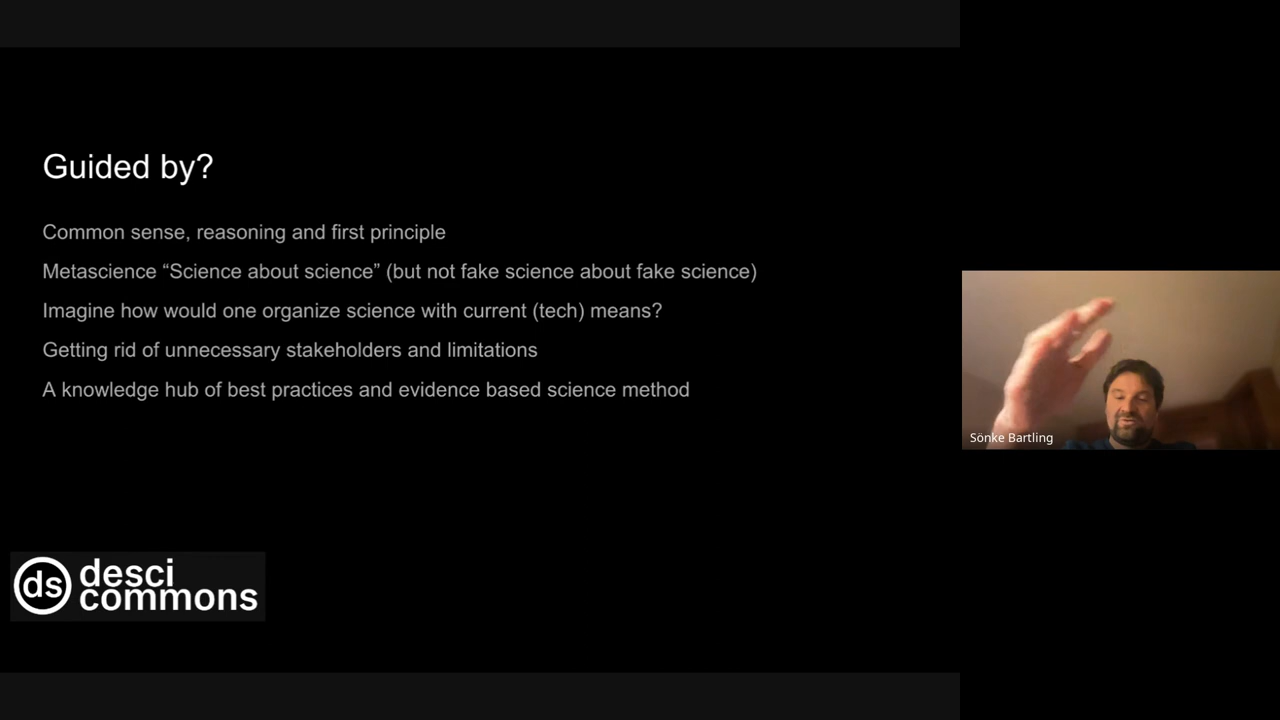 Guided by?
Common sense, reasoning and first principle
Metascience “Science about science” (but not fake science about fake science)
Imagine how would one organize science with current (tech) means?
Getting rid of unnecessary stakeholders and limitations
A knowledge hub of best practices and evidence based science method
Sönke Bartling
ds desci
commons